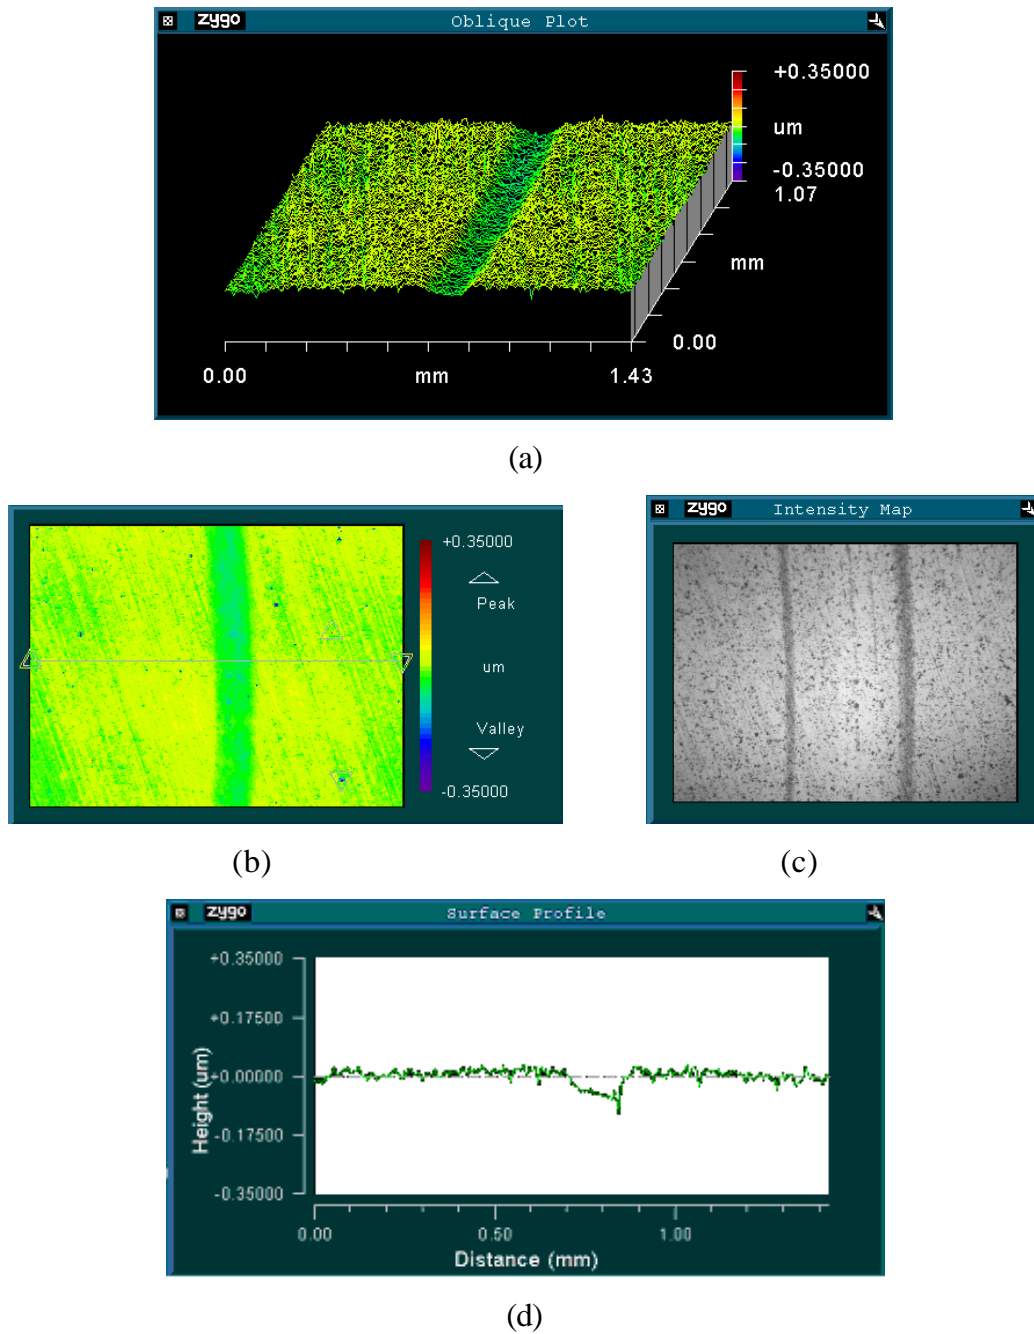 zygo Oblique Plot
+0.35000
um
-0.35000
1.07
mm
0.00
0.00 mm 1.43
(a)
+0.35000
Peak
um
Valley
-0.35000
(b)
zygo Intensity Map
(c)
zygo Surface Profile
+0.35000
+0.17500
+0.00000
-0.17500
-0.35000
Height (um)
0.00 0.50 1.00
Distance (mm)
(d)